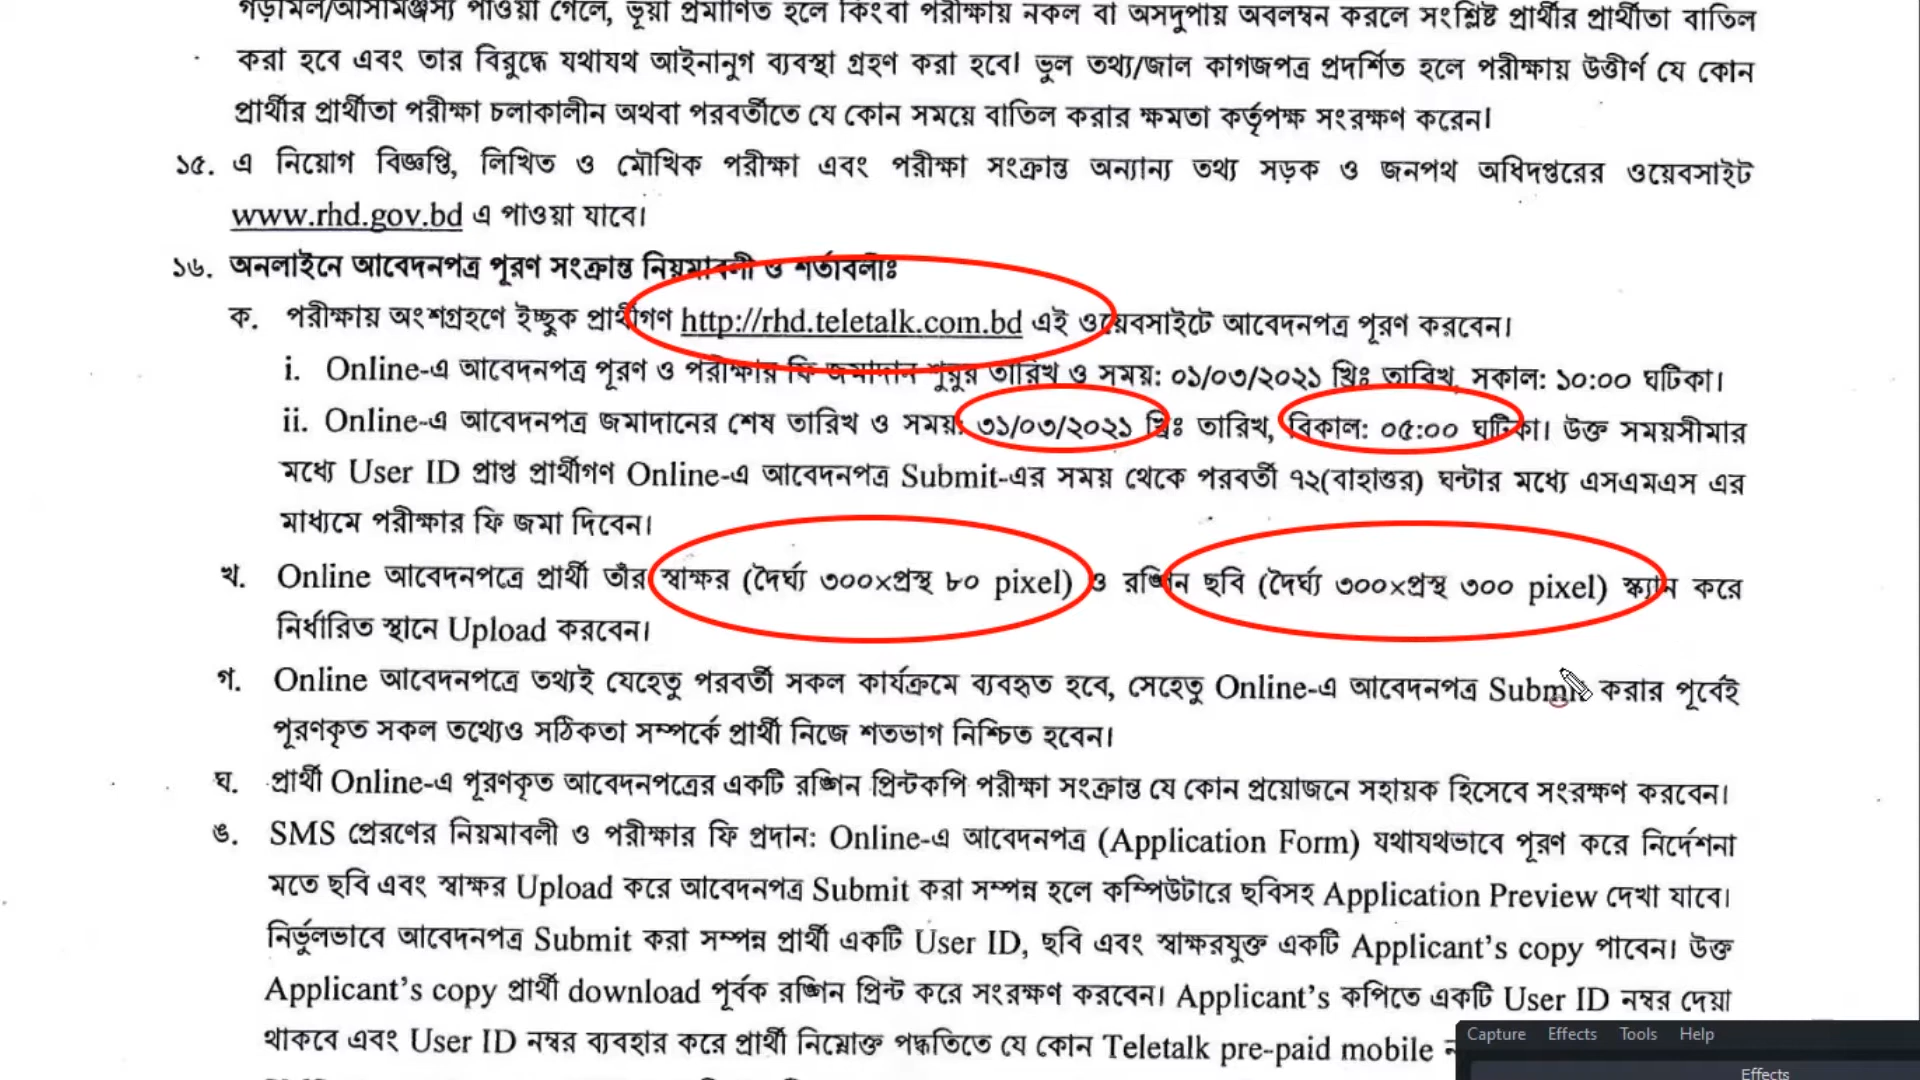 গড়মিল/অসামঞ্জস্য পাওয়া গেলে, ভূয়া প্রমাণিত হলে কিংবা পরীক্ষায় নকল বা অসদুপায় অবলম্বন করলে সংশ্লিষ্ট প্রার্থীর প্রার্থীতা বাতিল
করা হবে এবং তার বিরুদ্ধে যথাযথ আইনানুগ ব্যবস্থা গ্রহণ করা হবে। ভুল তথ্য/জাল কাগজপত্র প্রদর্শিত হলে পরীক্ষায় উত্তীর্ণ যে কোন
প্রার্থীর প্রার্থীতা পরীক্ষা চলাকালীন অথবা পরবর্তীতে যে কোন সময়ে বাতিল করার ক্ষমতা কর্তৃপক্ষ সংরক্ষণ করেন।
১৫. এ নিয়োগ বিজ্ঞপ্তি, লিখিত ও মৌখিক পরীক্ষা এবং পরীক্ষা সংক্রান্ত অন্যান্য তথ্য সড়ক ও জনপথ অধিদপ্তরের ওয়েবসাইট
www.rhd.gov.bd এ পাওয়া যাবে।
১৬. অনলাইনে আবেদনপত্র পূরণ সংক্রান্ত নিয়মাবলী ও শর্তাবলীঃ
ক. পরীক্ষায় অংশগ্রহণে ইচ্ছুক প্রার্থীগণ http://rhd.teletalk.com.bd এই ওয়েবসাইটে আবেদনপত্র পূরণ করবেন।
i. Online-এ আবেদনপত্র পূরণ ও পরীক্ষার ফি জমাদান শুরুর তারিখ ও সময়: ০১/০৩/২০২১ খ্রিঃ তারিখ, সকাল: ১০:০০ ঘটিকা।
ii. Online-এ আবেদনপত্র জমাদানের শেষ তারিখ ও সময়: ৩১/০৩/২০২১ খ্রিঃ তারিখ, বিকাল: ০৫:০০ ঘটিকা। উক্ত সময়সীমার
মধ্যে User ID প্রাপ্ত প্রার্থীগণ Online-এ আবেদনপত্র Submit-এর সময় থেকে পরবর্তী ৭২(বাহাত্তর) ঘন্টার মধ্যে এসএমএস এর
মাধ্যমে পরীক্ষার ফি জমা দিবেন।
খ. Online আবেদনপত্রে প্রার্থী তাঁর স্বাক্ষর (দৈর্ঘ্য ৩০০×প্রস্থ ৮০ pixel) ও রঙ্গিন ছবি (দৈর্ঘ্য ৩০০×প্রস্থ ৩০০ pixel) স্ক্যান করে
নির্ধারিত স্থানে Upload করবেন।
গ. Online আবেদনপত্রে তথ্যই যেহেতু পরবর্তী সকল কার্যক্রমে ব্যবহৃত হবে, সেহেতু Online-এ আবেদনপত্র Submit করার পূর্বেই
পূরণকৃত সকল তথ্যেও সঠিকতা সম্পর্কে প্রার্থী নিজে শতভাগ নিশ্চিত হবেন।
ঘ. প্রার্থী Online-এ পূরণকৃত আবেদনপত্রের একটি রঙ্গিন প্রিন্টকপি পরীক্ষা সংক্রান্ত যে কোন প্রয়োজনে সহায়ক হিসেবে সংরক্ষণ করবেন।
ঙ. SMS প্রেরণের নিয়মাবলী ও পরীক্ষার ফি প্রদান: Online-এ আবেদনপত্র (Application Form) যথাযথভাবে পূরণ করে নির্দেশনা
মতে ছবি এবং স্বাক্ষর Upload করে আবেদনপত্র Submit করা সম্পন্ন হলে কম্পিউটারে ছবিসহ Application Preview দেখা যাবে।
নির্ভুলভাবে আবেদনপত্র Submit করা সম্পন্ন প্রার্থী একটি User ID, ছবি এবং স্বাক্ষরযুক্ত একটি Applicant's copy পাবেন। উক্ত
Applicant's copy প্রার্থী download পূর্বক রঙ্গিন প্রিন্ট করে সংরক্ষণ করবেন। Applicant's কপিতে একটি User ID নম্বর দেয়া
থাকবে এবং User ID নম্বর ব্যবহার করে প্রার্থী নিম্নোক্ত পদ্ধতিতে যে কোন Teletalk pre-paid mobile
Capture Effects Tools Help
Effects